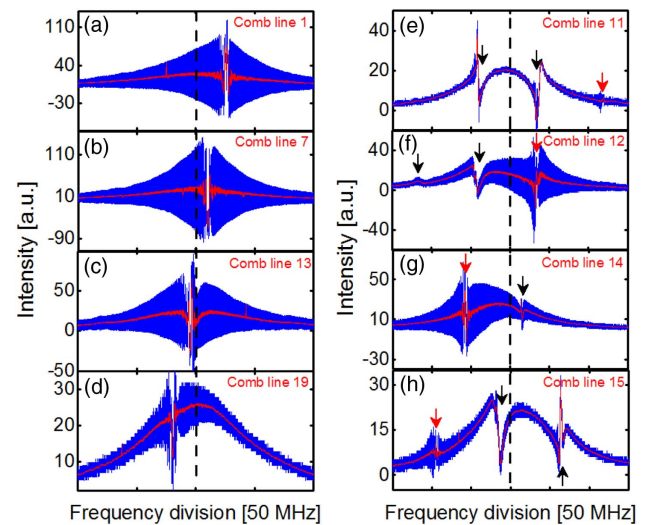 (a) Comb line 1
110
40
-30
(b) Comb line 7
110
10
-90
(c) Comb line 13
50
0
-50
(d) Comb line 19
30
20
10
Intensity [a.u.]
Frequency division [50 MHz]
(e) Comb line 11
40
20
0
(f) Comb line 12
40
0
-40
(g) Comb line 14
50
10
-30
(h) Comb line 15
30
15
0
Intensity [a.u.]
Frequency division [50 MHz]